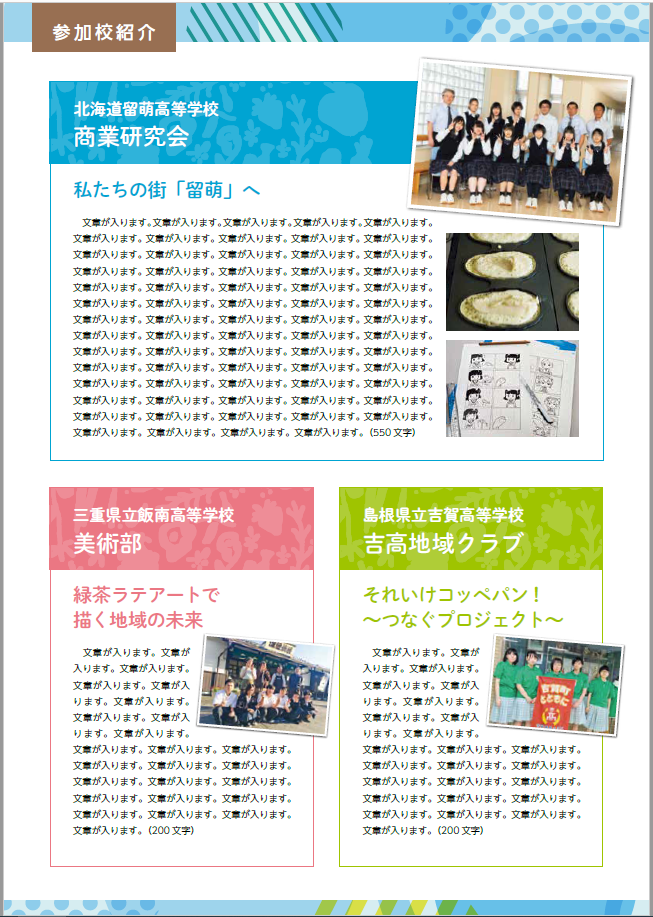 参加校紹介
北海道留萌高等学校
商業研究会
私たちの街「留萌」へ
文章が入ります。文章が入ります。文章が入ります。文章が入ります。文章が入ります。
文章が入ります。文章が入ります。文章が入ります。文章が入ります。文章が入ります。
文章が入ります。文章が入ります。文章が入ります。文章が入ります。文章が入ります。
文章が入ります。文章が入ります。文章が入ります。文章が入ります。文章が入ります。
文章が入ります。文章が入ります。文章が入ります。文章が入ります。文章が入ります。
文章が入ります。文章が入ります。文章が入ります。文章が入ります。文章が入ります。
文章が入ります。文章が入ります。文章が入ります。文章が入ります。文章が入ります。
文章が入ります。文章が入ります。文章が入ります。文章が入ります。文章が入ります。
文章が入ります。文章が入ります。文章が入ります。文章が入ります。文章が入ります。
文章が入ります。文章が入ります。文章が入ります。文章が入ります。文章が入ります。
文章が入ります。文章が入ります。文章が入ります。文章が入ります。文章が入ります。
文章が入ります。文章が入ります。文章が入ります。文章が入ります。文章が入ります。
文章が入ります。文章が入ります。文章が入ります。文章が入ります。文章が入ります。
文章が入ります。文章が入ります。文章が入ります。文章が入ります。(550文字)
三重県立飯南高等学校
美術部
緑茶ラテアートで
描く地域の未来
文章が入ります。文章が
入ります。文章が入ります。
文章が入ります。文章が入
ります。文章が入ります。
文章が入ります。文章が入
ります。文章が入ります。
文章が入ります。文章が入ります。文章が入ります。
文章が入ります。文章が入ります。文章が入ります。
文章が入ります。文章が入ります。文章が入ります。
文章が入ります。文章が入ります。文章が入ります。
文章が入ります。文章が入ります。文章が入ります。
文章が入ります。(200文字)
島根県立吉賀高等学校
吉高地域クラブ
それいけコッペパン！
〜つなぐプロジェクト〜
文章が入ります。文章が
入ります。文章が入ります。
文章が入ります。文章が入
ります。文章が入ります。
文章が入ります。文章が入
ります。文章が入ります。
文章が入ります。文章が入ります。文章が入ります。
文章が入ります。文章が入ります。文章が入ります。
文章が入ります。文章が入ります。文章が入ります。
文章が入ります。文章が入ります。文章が入ります。
文章が入ります。文章が入ります。文章が入ります。
文章が入ります。(200文字)
吉賀町
とともに